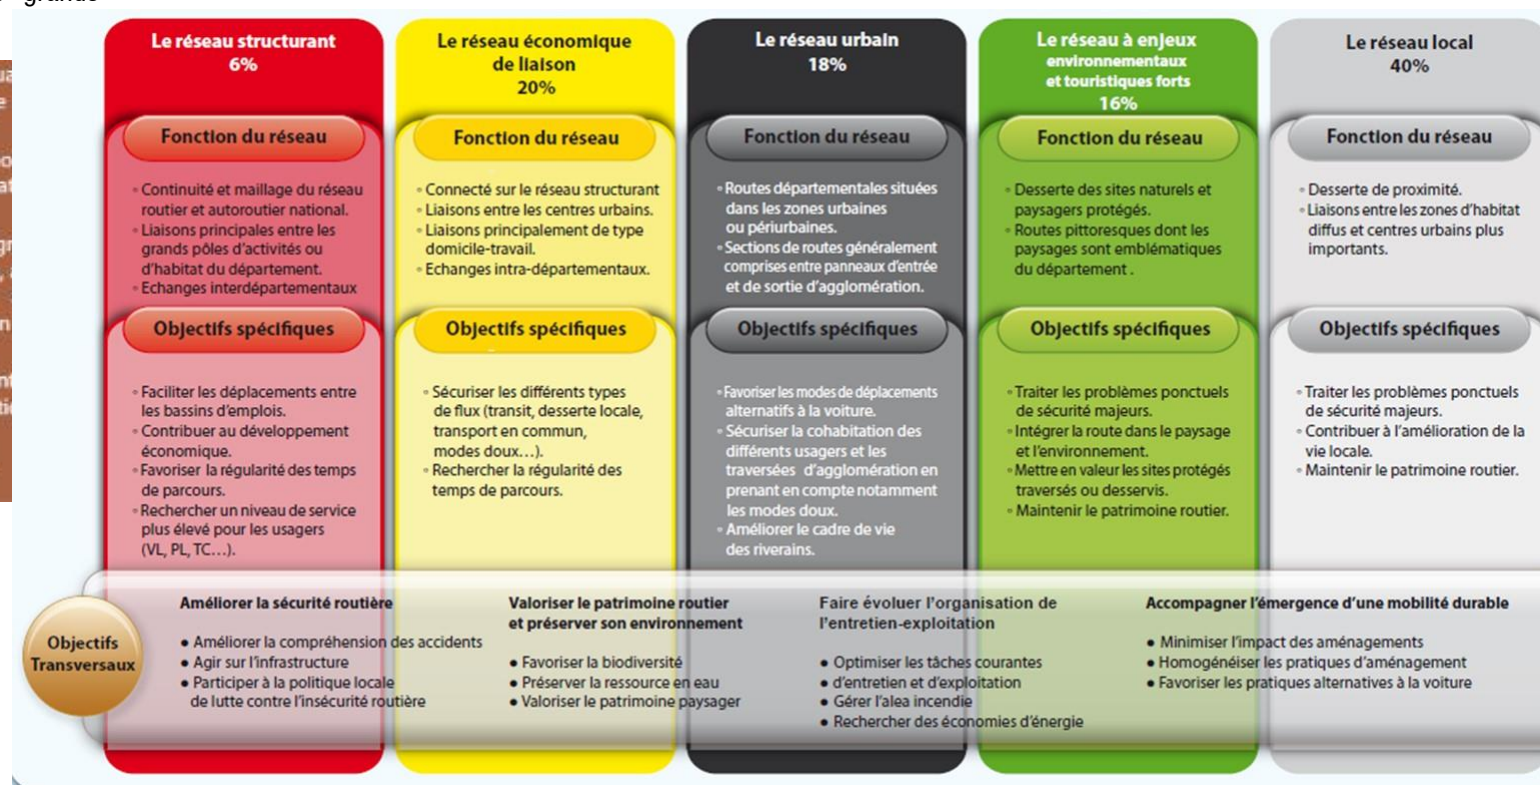 grands
Le réseau structurant
6%
Fonction du réseau
◦ Continuité et maillage du réseau
routier et autoroutier national.
◦ Liaisons principales entre les
grands pôles d'activités ou
d'habitat du département.
◦ Echanges interdépartementaux
Objectifs spécifiques
◦ Faciliter les déplacements entre
les bassins d'emplois.
◦ Contribuer au développement
économique.
◦ Favoriser la régularité des temps
de parcours.
◦ Rechercher un niveau de service
plus élevé pour les usagers
(VL, PL, TC…).
Le réseau économique
de liaison
20%
Fonction du réseau
◦ Connecté sur le réseau structurant
◦ Liaisons entre les centres urbains.
◦ Liaisons principalement de type
domicile-travail.
◦ Echanges intra-départementaux.
Objectifs spécifiques
◦ Sécuriser les différents types
de flux (transit, desserte locale,
transport en commun,
modes doux…).
◦ Rechercher la régularité des
temps de parcours.
Le réseau urbain
18%
Fonction du réseau
◦ Routes départementales situées
dans les zones urbaines
ou périurbaines.
◦ Sections de routes généralement
comprises entre panneaux d'entrée
et de sortie d'agglomération.
Objectifs spécifiques
◦ Favoriser les modes de déplacements
alternatifs à la voiture.
◦ Sécuriser la cohabitation des
différents usagers et les
traversées d'agglomération en
prenant en compte notamment
les modes doux.
◦ Améliorer le cadre de vie
des riverains.
Le réseau à enjeux
environnementaux
et touristiques forts
16%
Fonction du réseau
◦ Desserte des sites naturels et
paysagers protégés.
◦ Routes pittoresques dont les
paysages sont emblématiques
du département .
Objectifs spécifiques
◦ Traiter les problèmes ponctuels
de sécurité majeurs.
◦ Intégrer la route dans le paysage
et l'environnement.
◦ Mettre en valeur les sites protégés
traversés ou desservis.
◦ Maintenir le patrimoine routier.
Le réseau local
40%
Fonction du réseau
◦ Desserte de proximité.
◦ Liaisons entre les zones d'habitat
diffus et centres urbains plus
importants.
Objectifs spécifiques
◦ Traiter les problèmes ponctuels
de sécurité majeurs.
◦ Contribuer à l'amélioration de la
vie locale.
◦ Maintenir le patrimoine routier.
Objectifs
Transversaux
Améliorer la sécurité routière
● Améliorer la compréhension des accidents
● Agir sur l'infrastructure
● Participer à la politique locale
de lutte contre l'insécurité routière
Valoriser le patrimoine routier
et préserver son environnement
● Favoriser la biodiversité
● Préserver la ressource en eau
● Valoriser le patrimoine paysager
Faire évoluer l'organisation de
l'entretien-exploitation
● Optimiser les tâches courantes
● d'entretien et d'exploitation
● Gérer l'alea incendie
● Rechercher des économies d'énergie
Accompagner l'émergence d'une mobilité durable
● Minimiser l'impact des aménagements
● Homogénéiser les pratiques d'aménagement
● Favoriser les pratiques alternatives à la voiture